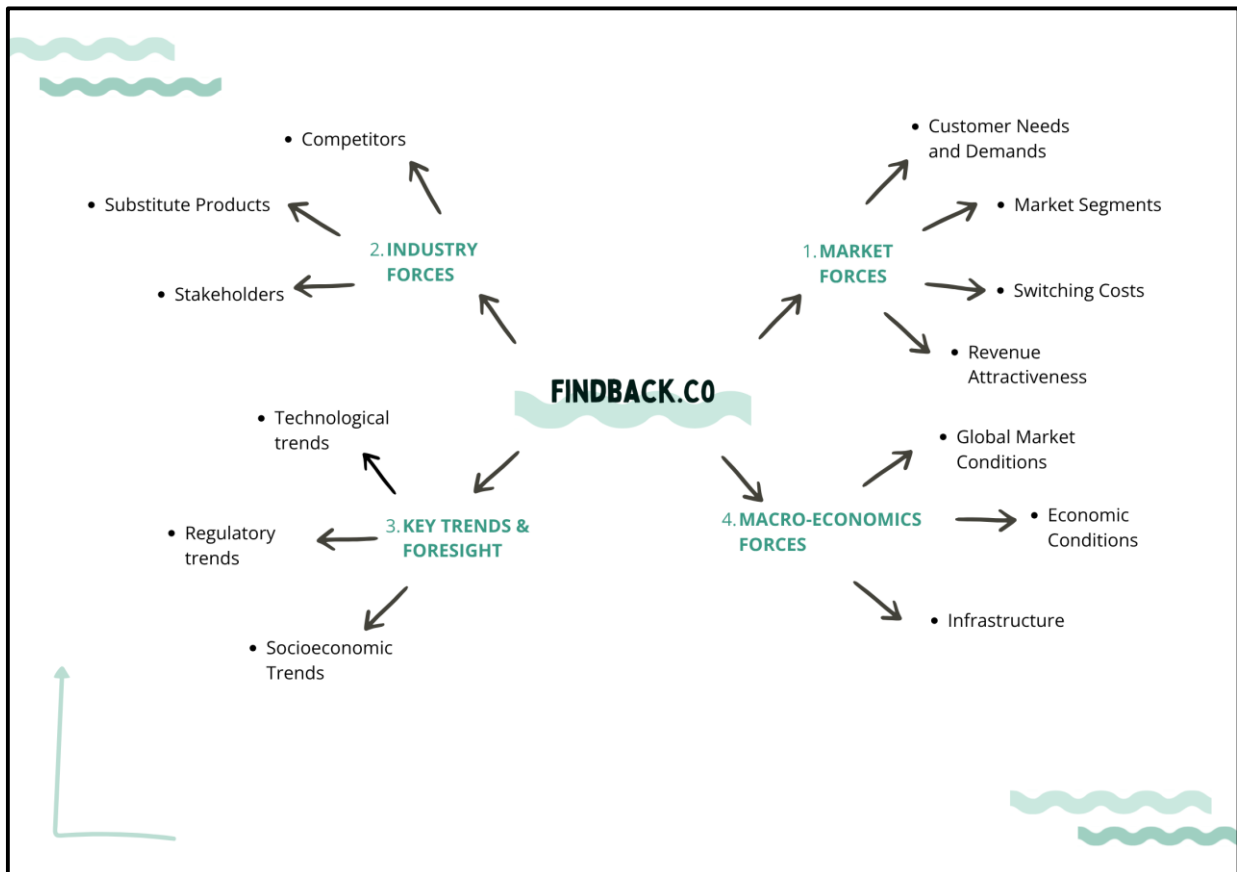 FINDBACK.CO
1. MARKET
FORCES
• Customer Needs
and Demands
• Market Segments
• Switching Costs
• Revenue
Attractiveness
2. INDUSTRY
FORCES
• Competitors
• Substitute Products
• Stakeholders
3. KEY TRENDS &
FORESIGHT
• Technological
trends
• Regulatory
trends
• Socioeconomic
Trends
4. MACRO-ECONOMICS
FORCES
• Global Market
Conditions
• Economic
Conditions
• Infrastructure